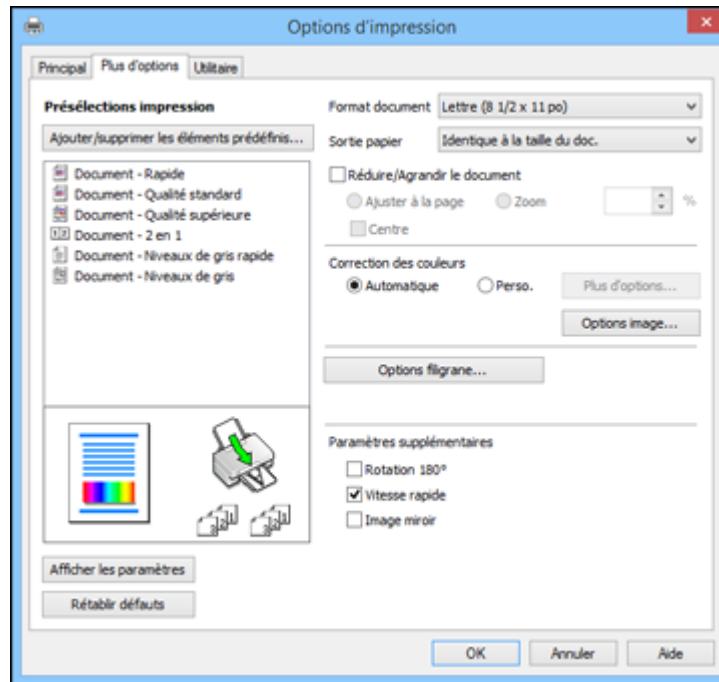 Options d'impression
Principal
Plus d'options
Utilitaire
Présélections impression
Ajouter/supprimer les éléments prédéfinis...
Document - Rapide
Document - Qualité standard
Document - Qualité supérieure
Document - 2 en 1
Document - Niveaux de gris rapide
Document - Niveaux de gris
Afficher les paramètres
Rétablir défauts
Format document
Lettre (8 1/2 x 11 po)
Sortie papier
Identique à la taille du doc.
Réduire/Agrandir le document
Ajuster à la page
Zoom
%
Centre
Correction des couleurs
Automatique
Perso.
Plus d'options...
Options image...
Options filigrane...
Paramètres supplémentaires
Rotation 180°
Vitesse rapide
Image miroir
OK
Annuler
Aide